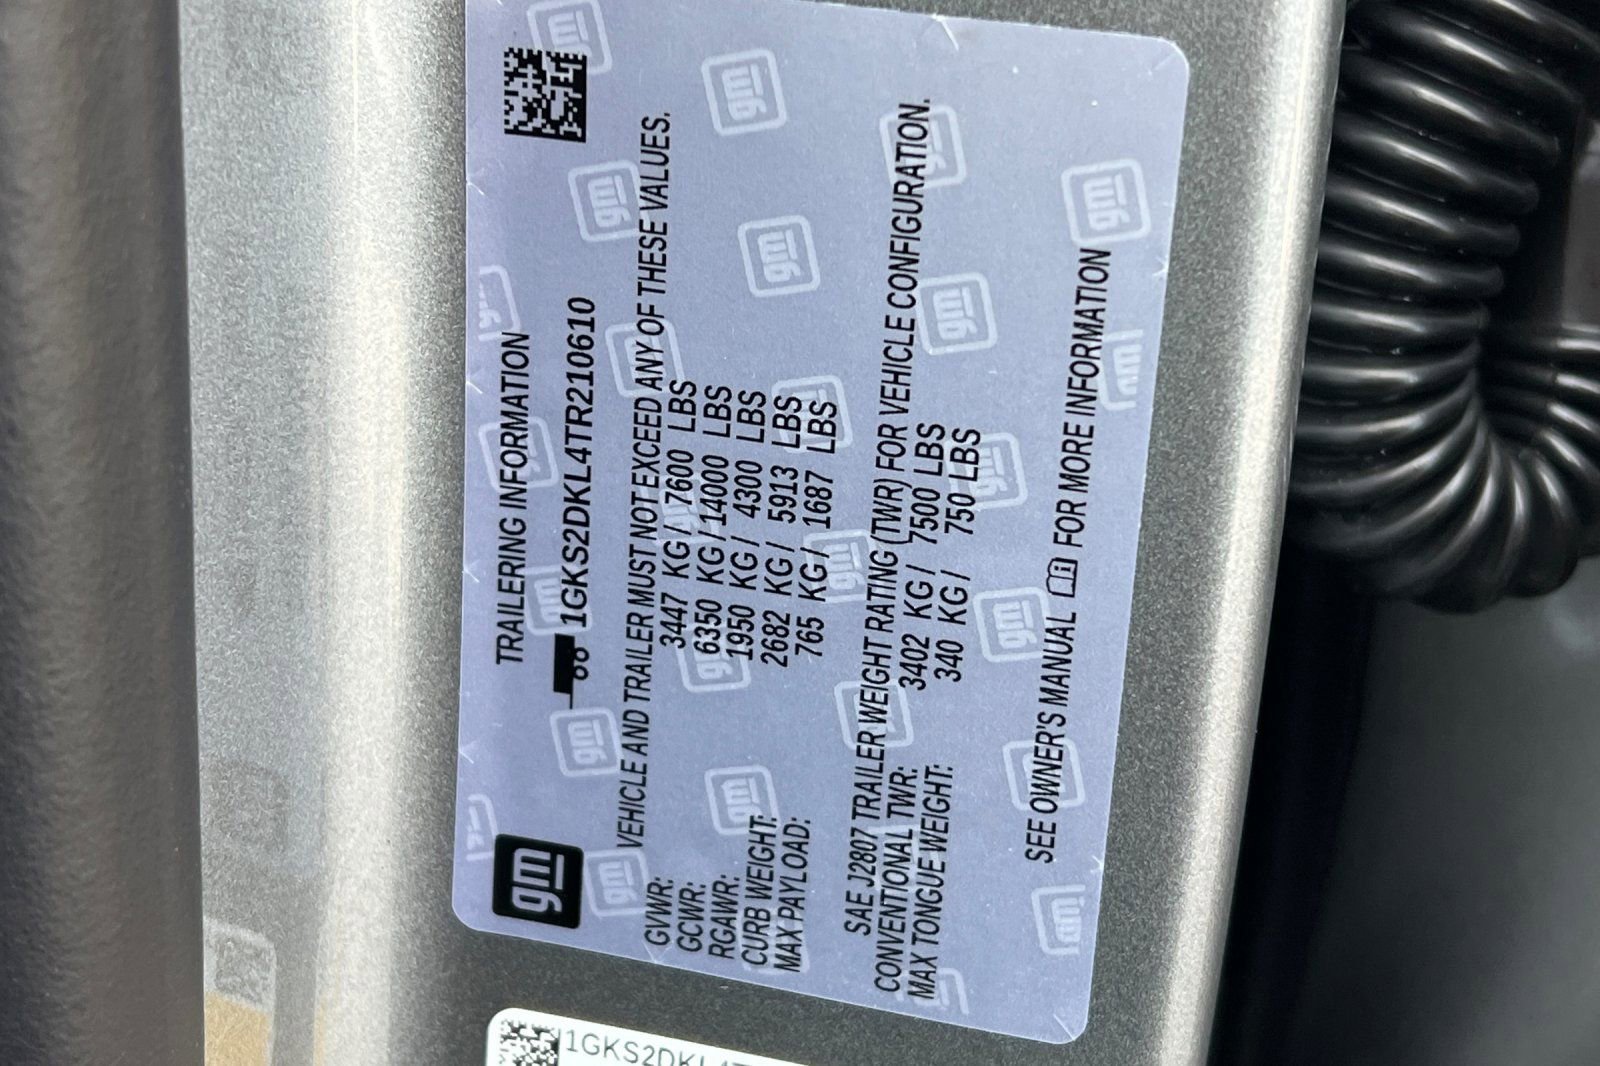 gm
TRAILERING INFORMATION
1GKS2DKL4TR210610
VEHICLE AND TRAILER MUST NOT EXCEED ANY OF THESE VALUES.
GVWR: 3447 KG / 7600 LBS
GCWR: 6350 KG / 14000 LBS
RGAWR: 1950 KG / 4300 LBS
CURB WEIGHT: 2682 KG / 5913 LBS
MAX PAYLOAD: 765 KG / 1687 LBS
SAE J2807 TRAILER WEIGHT RATING (TWR) FOR VEHICLE CONFIGURATION.
CONVENTIONAL TWR: 3402 KG / 7500 LBS
MAX TONGUE WEIGHT: 340 KG / 750 LBS
SEE OWNER'S MANUAL FOR MORE INFORMATION
1GKS2DKL4T